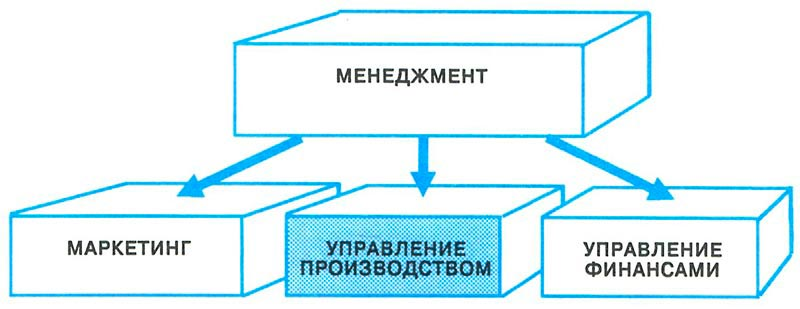 МЕНЕДЖМЕНТ
МАРКЕТИНГ
УПРАВЛЕНИЕ
ПРОИЗВОДСТВОМ
УПРАВЛЕНИЕ
ФИНАНСАМИ